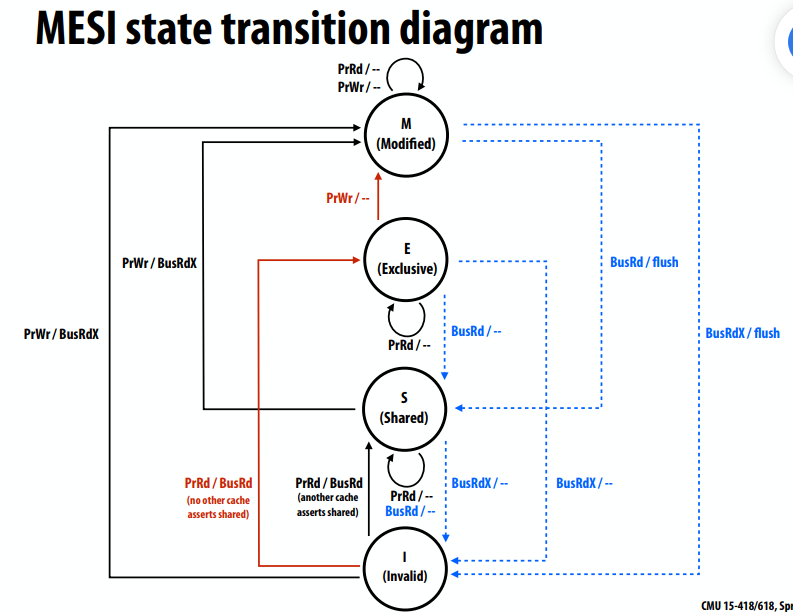 MESI state transition diagram
PrRd / --
PrWr / --
M
(Modified)
PrWr / --
E
(Exclusive)
PrWr / BusRdX
BusRd / flush
PrWr / BusRdX
BusRd / --
BusRdX / flush
PrRd / --
S
(Shared)
PrRd / BusRd
(no other cache
asserts shared)
PrRd / BusRd
(another cache
asserts shared)
PrRd / --
BusRd / --
BusRdX / --
BusRdX / --
I
(Invalid)
CMU 15-418/618, Spr